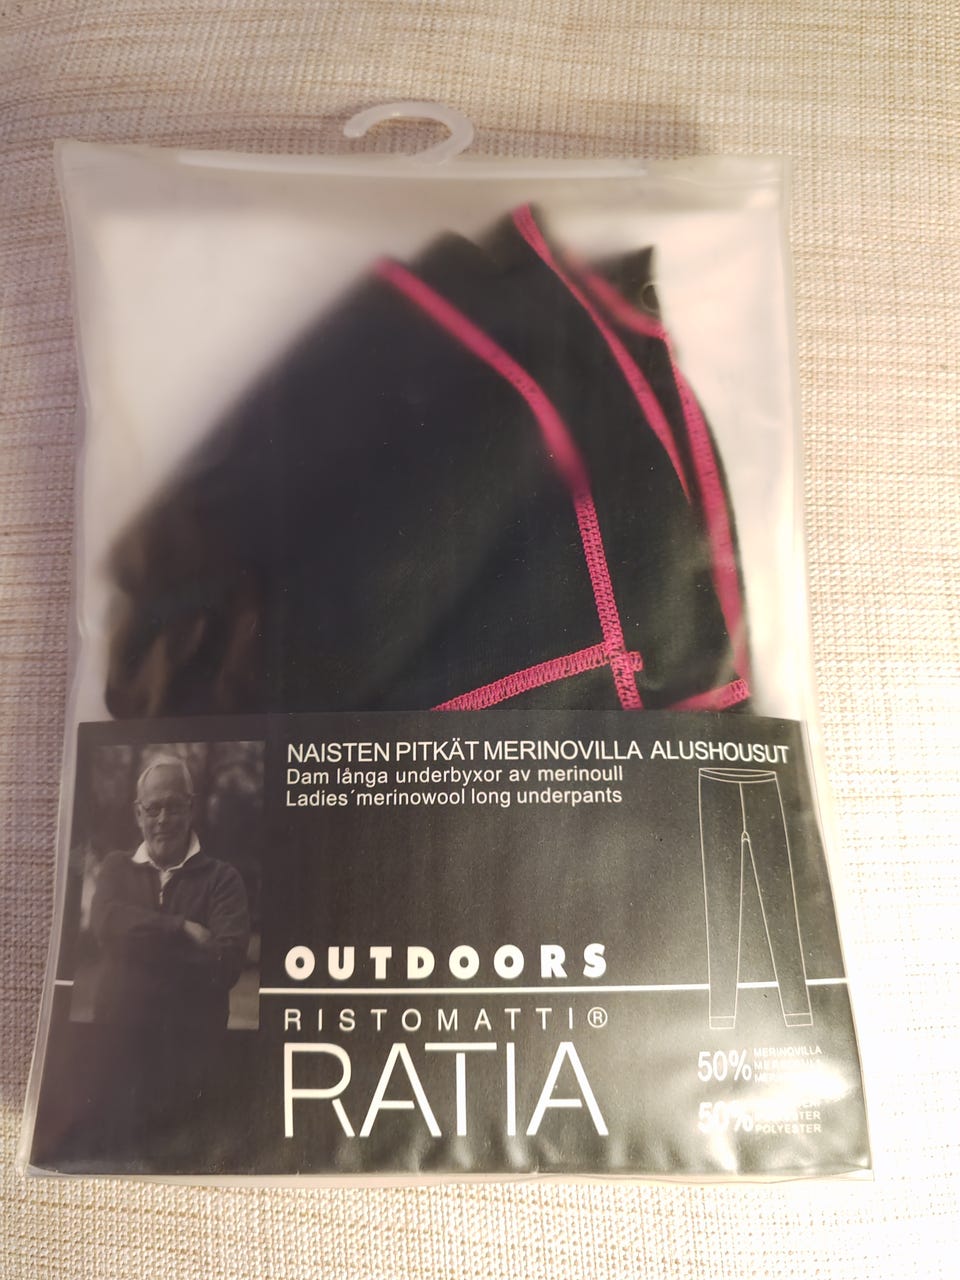 NAISTEN PITKÄT MERINOVILLA ALUSHOUSUT
Dam långa underbyxor av merinoull
Ladies´merinowool long underpants
OUTDOORS
RISTOMATTI®
RATIA
50% MERINOVILLA
50%
POLYESTER